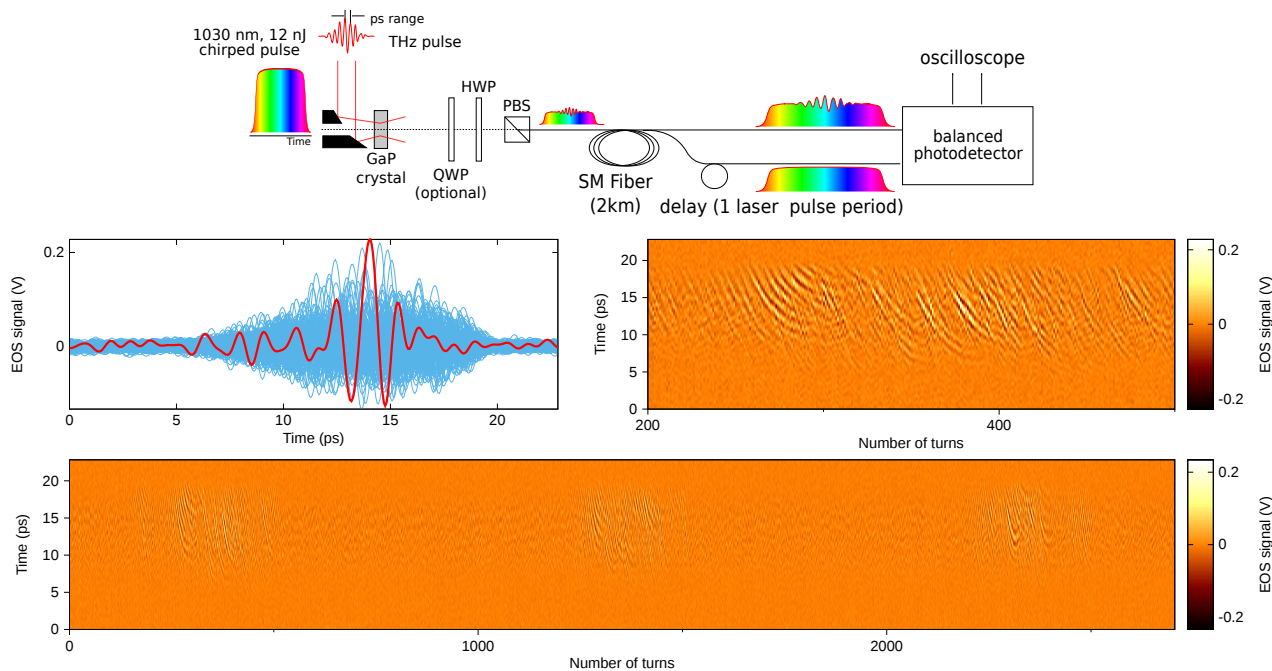 ps range
1030 nm, 12 nJ
chirped pulse
THz pulse
Time
GaP
crystal
QWP
(optional)
HWP
PBS
SM Fiber
(2km)
delay (1 laser pulse period)
oscilloscope
balanced
photodetector
EOS signal (V)
0.2
0
0 5 10 15 20
Time (ps)
Time (ps)
20
15
10
5
0
200 400
Number of turns
0.2
0
-0.2
EOS signal (V)
Time (ps)
20
15
10
5
0
0 1000 2000
Number of turns
0.2
0
-0.2
EOS signal (V)